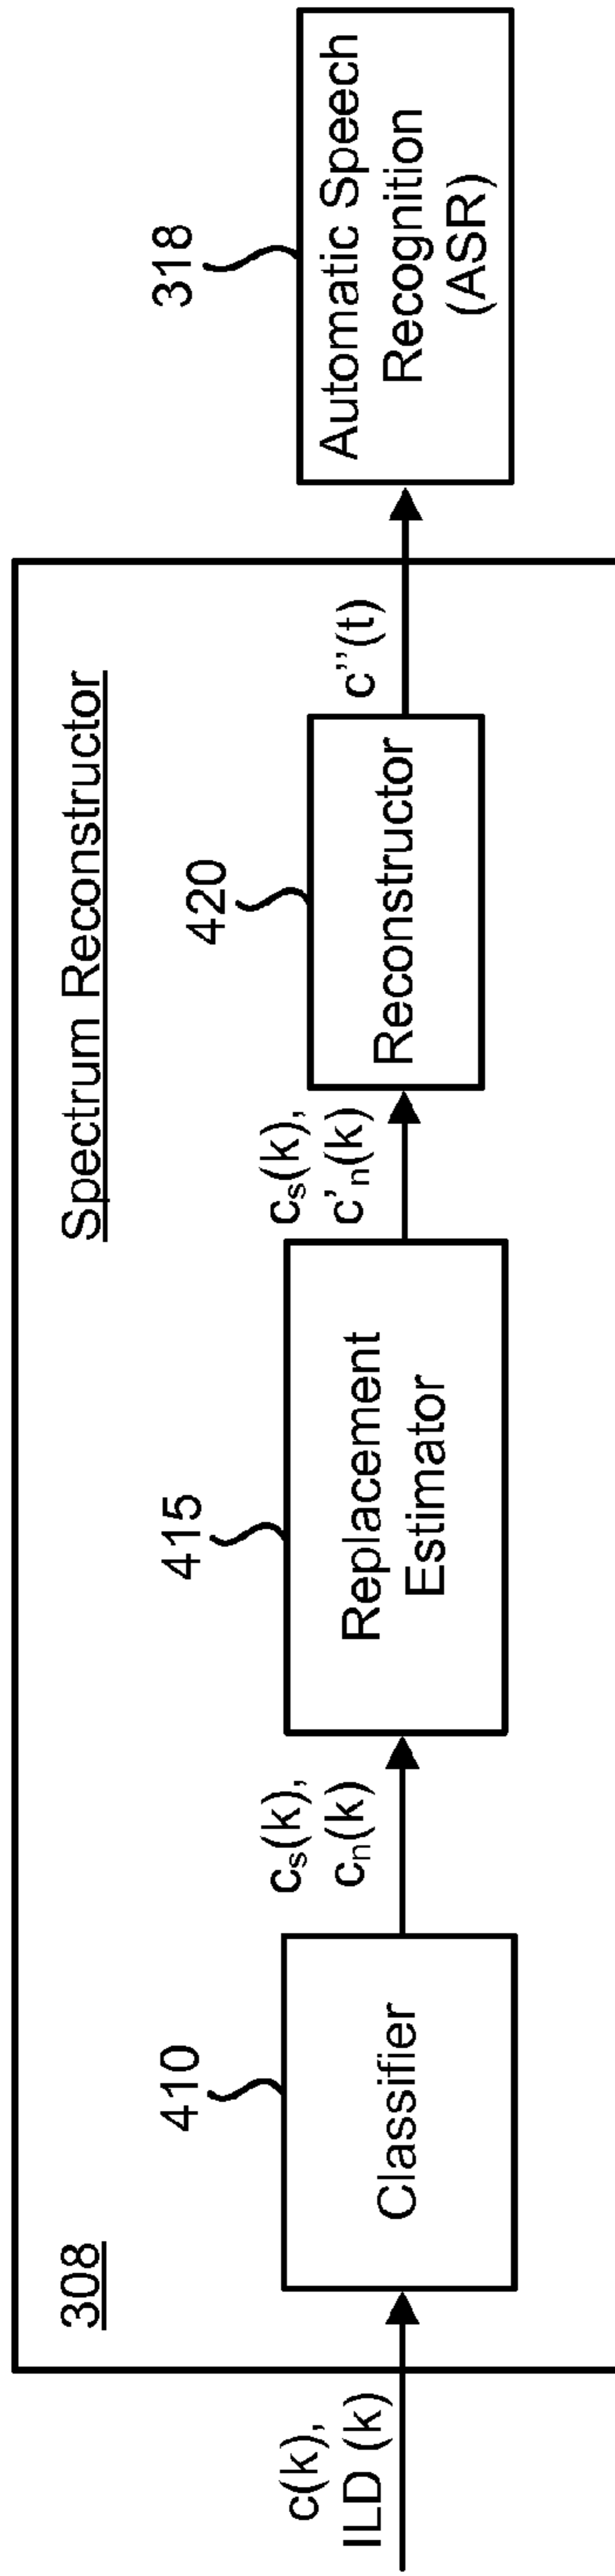 308
Spectrum Reconstructor
c(k),
ILD (k)
410
Classifier
cₛ(k),
cₙ(k)
415
Replacement
Estimator
cₛ(k),
c'ₙ(k)
420
Reconstructor
c''(t)
318
Automatic Speech
Recognition
(ASR)